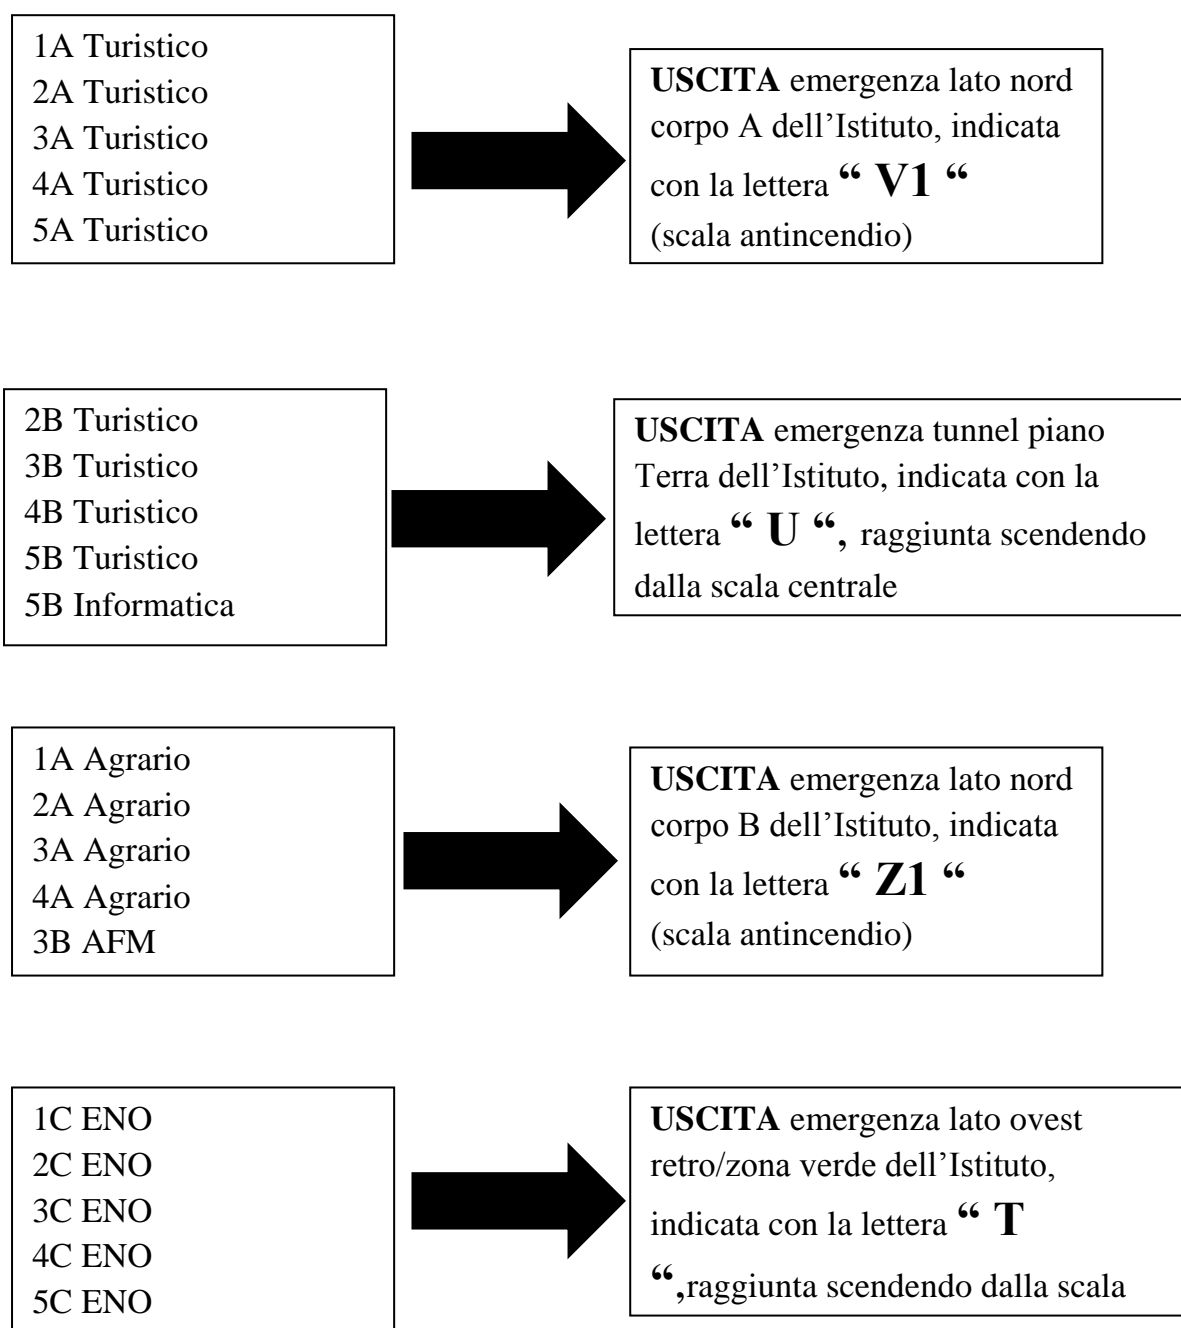 1A Turistico
2A Turistico
3A Turistico
4A Turistico
5A Turistico
USCITA emergenza lato nord
corpo A dell’Istituto, indicata
con la lettera “ V1 “
(scala antincendio)
2B Turistico
3B Turistico
4B Turistico
5B Turistico
5B Informatica
USCITA emergenza tunnel piano
Terra dell’Istituto, indicata con la
lettera “ U “, raggiunta scendendo
dalla scala centrale
1A Agrario
2A Agrario
3A Agrario
4A Agrario
3B AFM
USCITA emergenza lato nord
corpo B dell’Istituto, indicata
con la lettera “ Z1 “
(scala antincendio)
1C ENO
2C ENO
3C ENO
4C ENO
5C ENO
USCITA emergenza lato ovest
retro/zona verde dell’Istituto,
indicata con la lettera “ T
“,raggiunta scendendo dalla scala